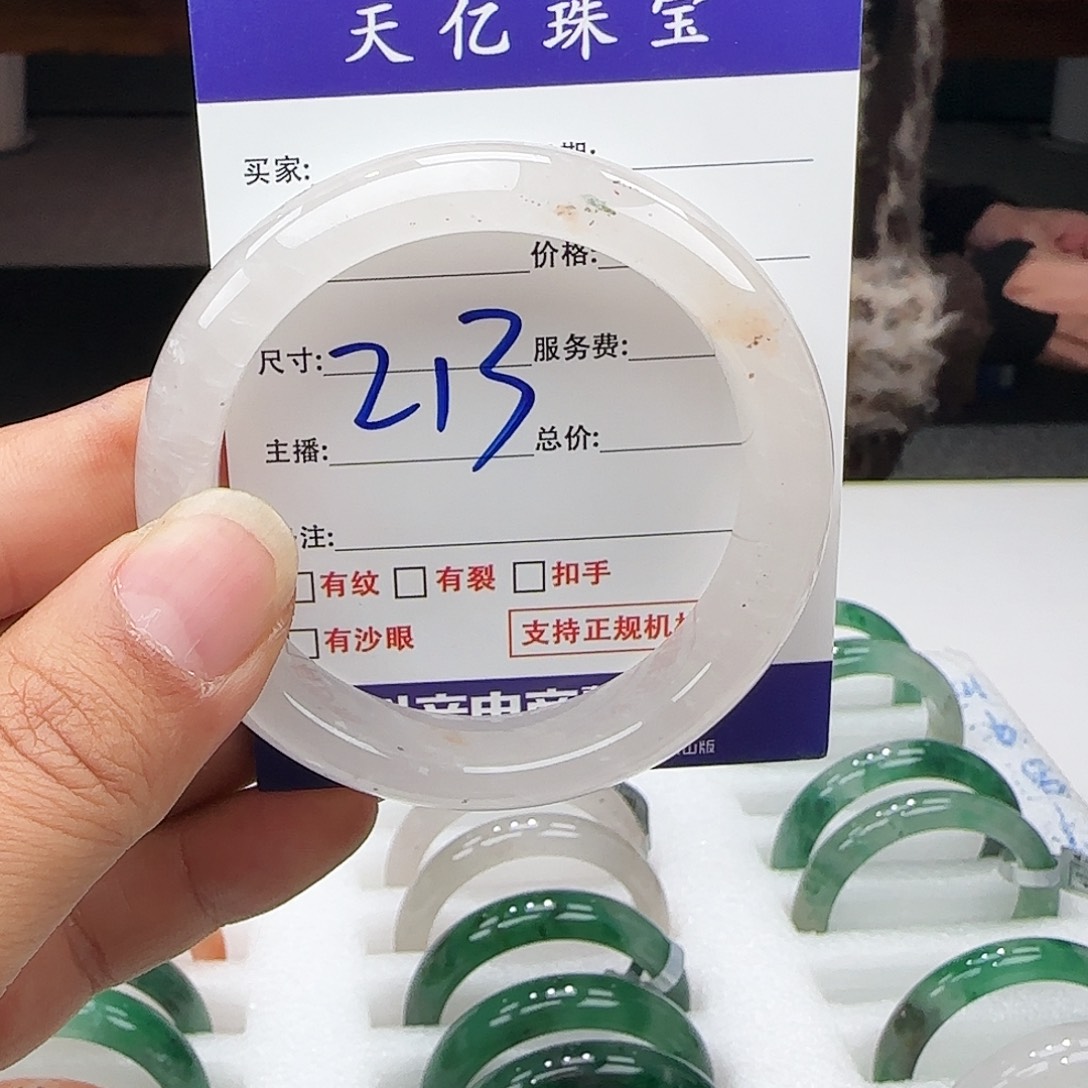 天亿珠宝
买家: 期:
价格:
尺寸: 213 服务费:
主播: 总价:
注:
有纹 有裂 扣手
有沙眼 支持正规机